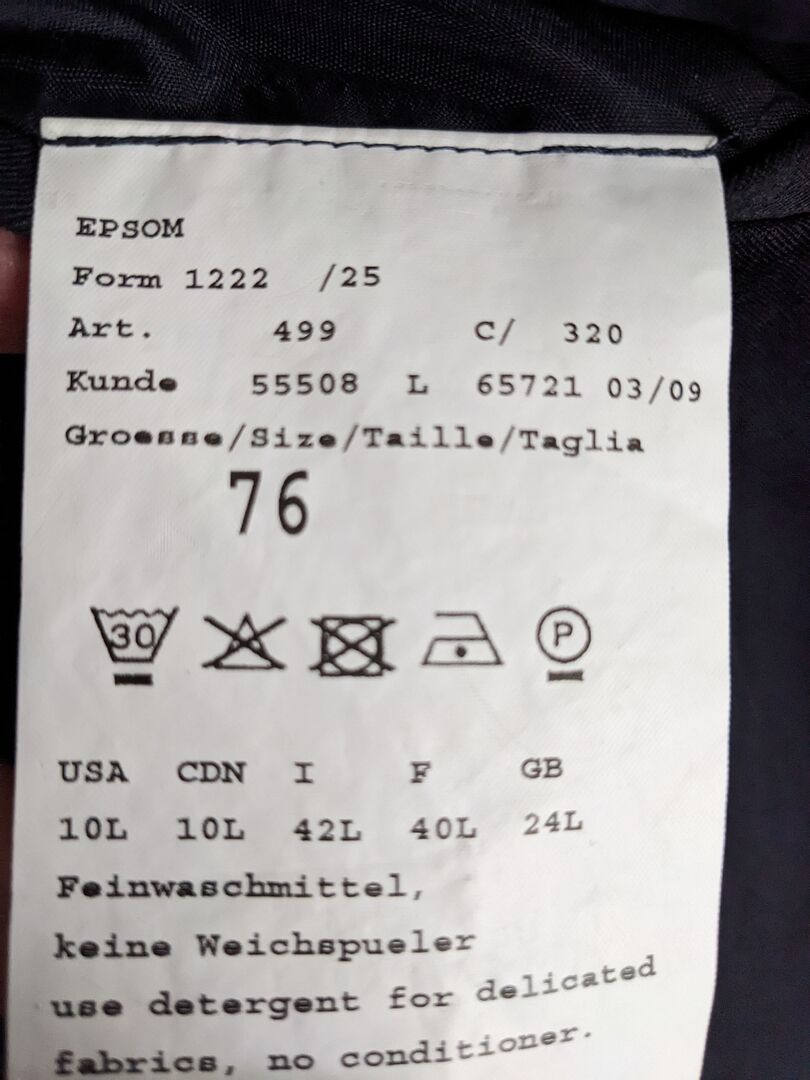 EPSOM
Form 1222 /25
Art. 499 C/ 320
Kunde 55508 L 65721 03/09
Groesse/Size/Taille/Taglia
76
30 P
USA CDN I F GB
10L 10L 42L 40L 24L
Feinwaschmittel,
keine Weichspueler
use detergent for delicated
fabrics, no conditioner.